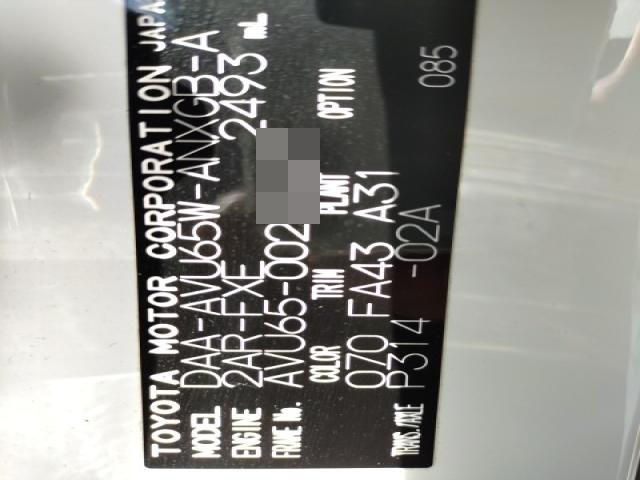 TOYOTA MOTOR CORPORATION JAPA
MODEL DAA-AVU65W-ANXGB-A
ENGINE 2AR-FXE 2493 mL
FRAME No. AVU65-002
COLOR TRIM PLANT OPTION
070 FA43 A31
TRANS./AXLE P314 -02A 085